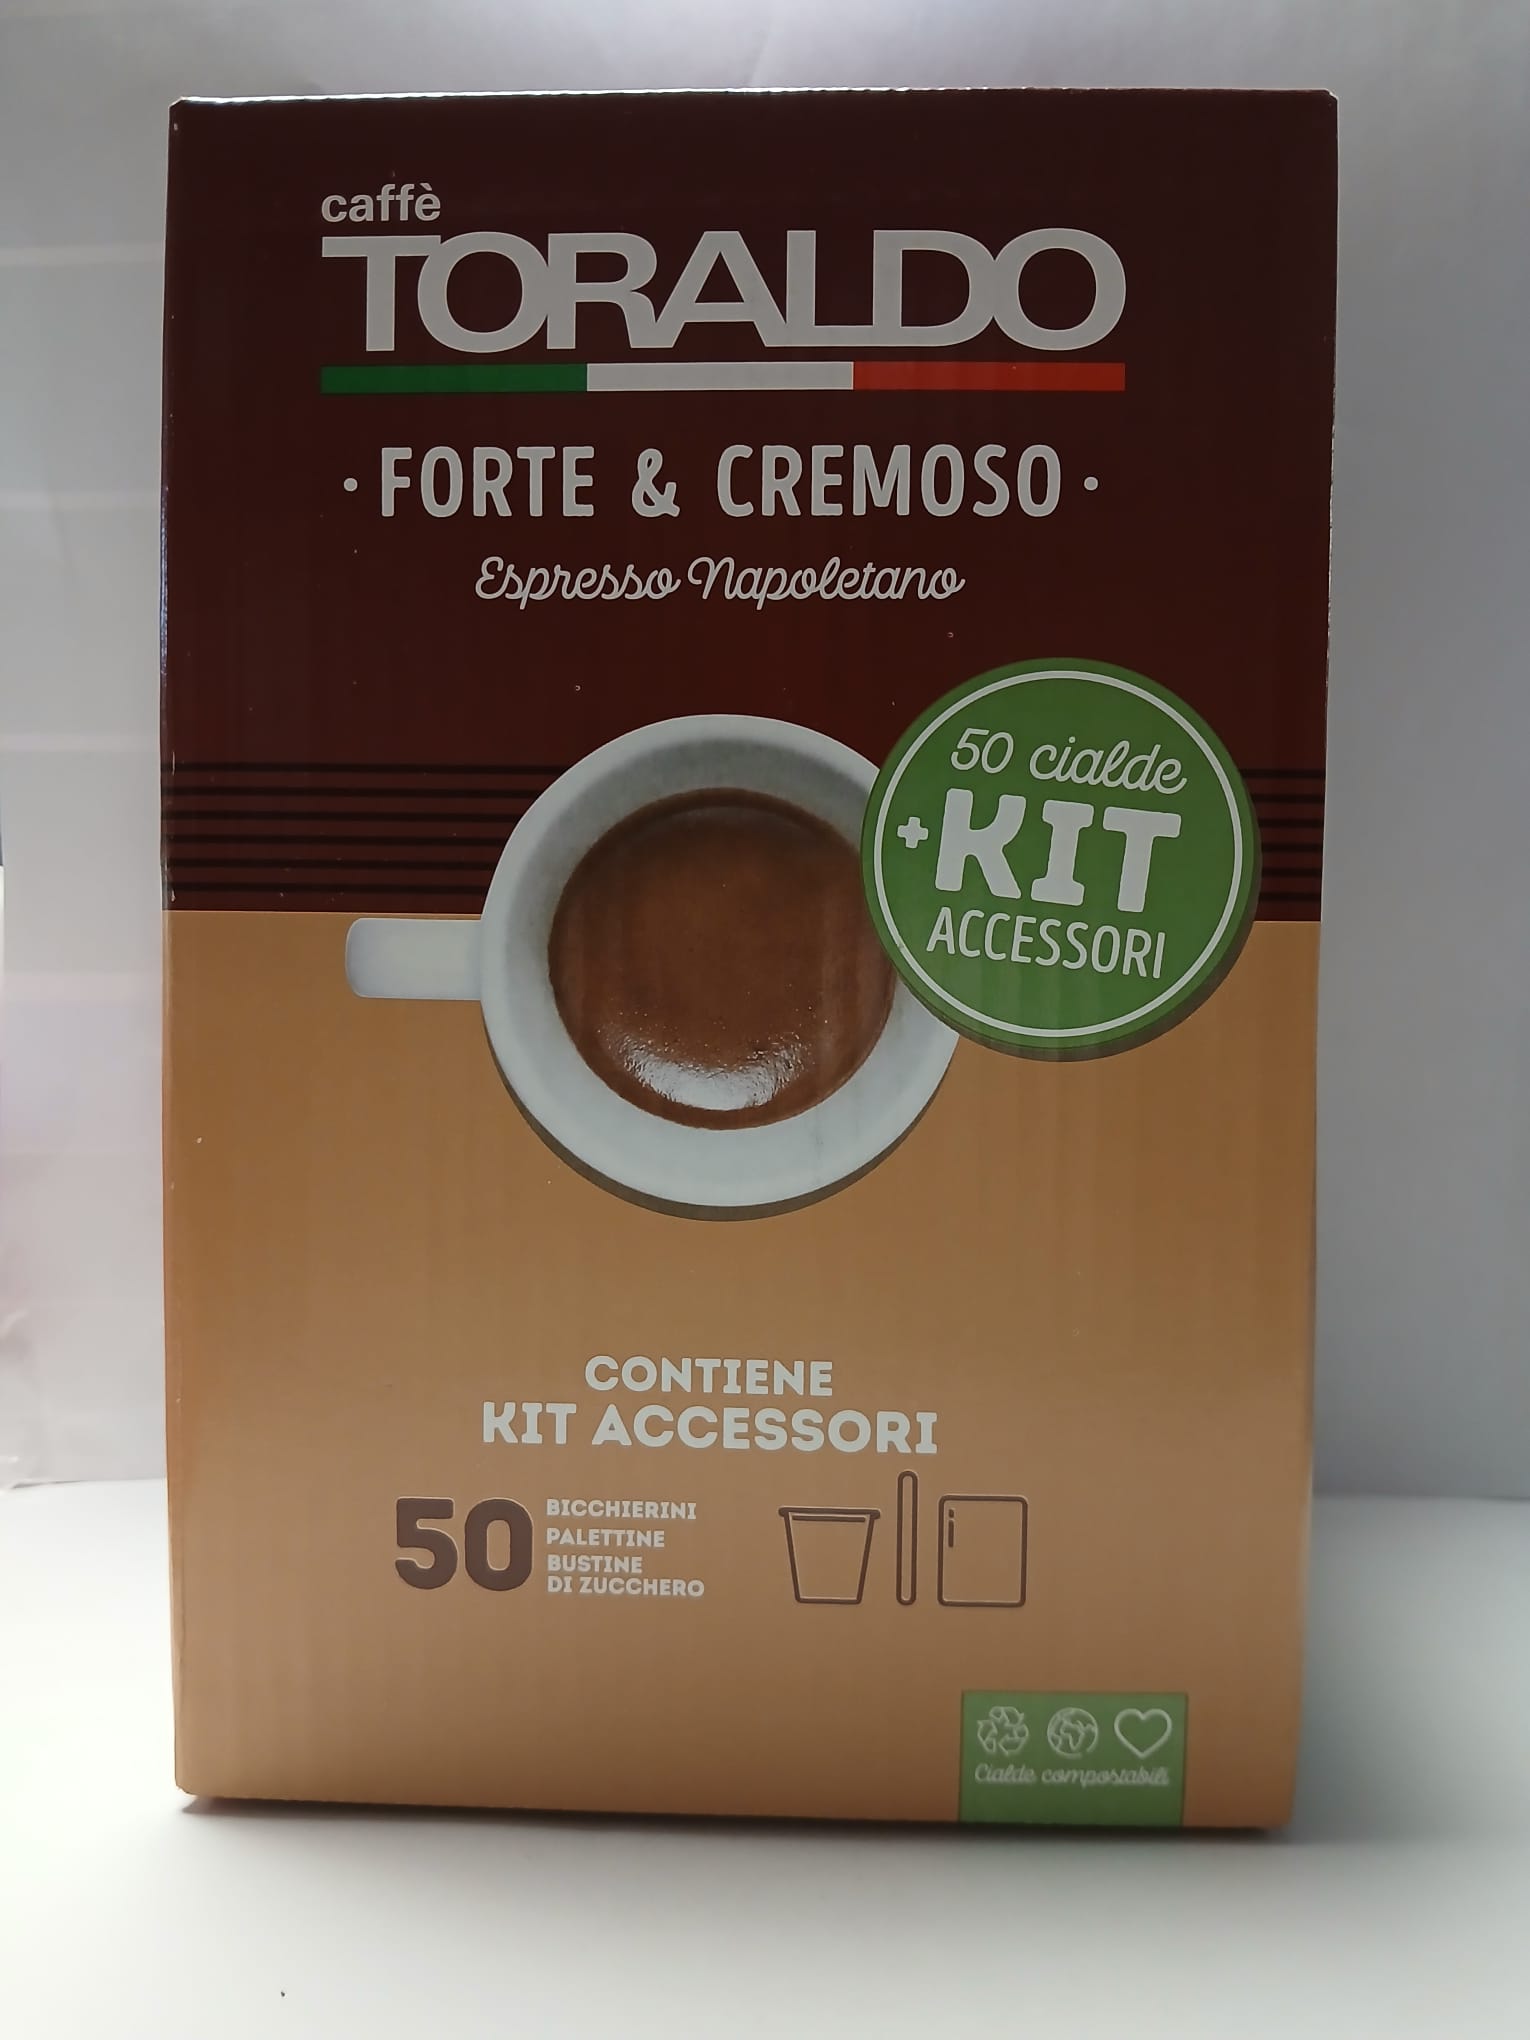 caffè
TORALDO
· FORTE & CREMOSO ·
Espresso Napoletano
50 cialde
+KIT
ACCESSORI
CONTIENE
KIT ACCESSORI
50
BICCHIERINI
PALETTINE
BUSTINE
DI ZUCCHERO
Cialde compostabili